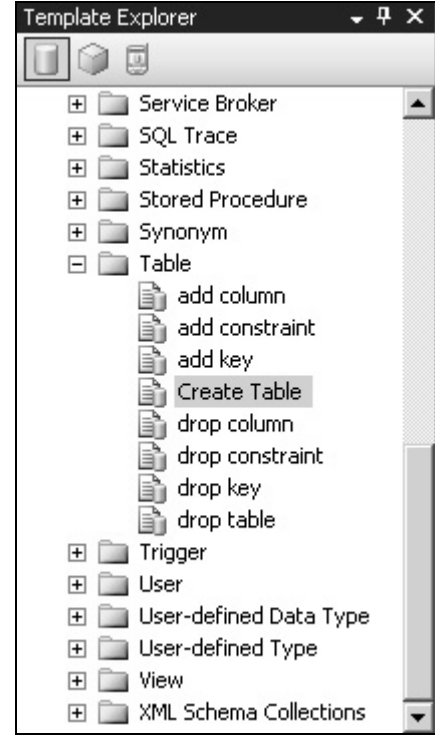 Template Explorer
Service Broker
SQL Trace
Statistics
Stored Procedure
Synonym
Table
add column
add constraint
add key
Create Table
drop column
drop constraint
drop key
drop table
Trigger
User
User-defined Data Type
User-defined Type
View
XML Schema Collections